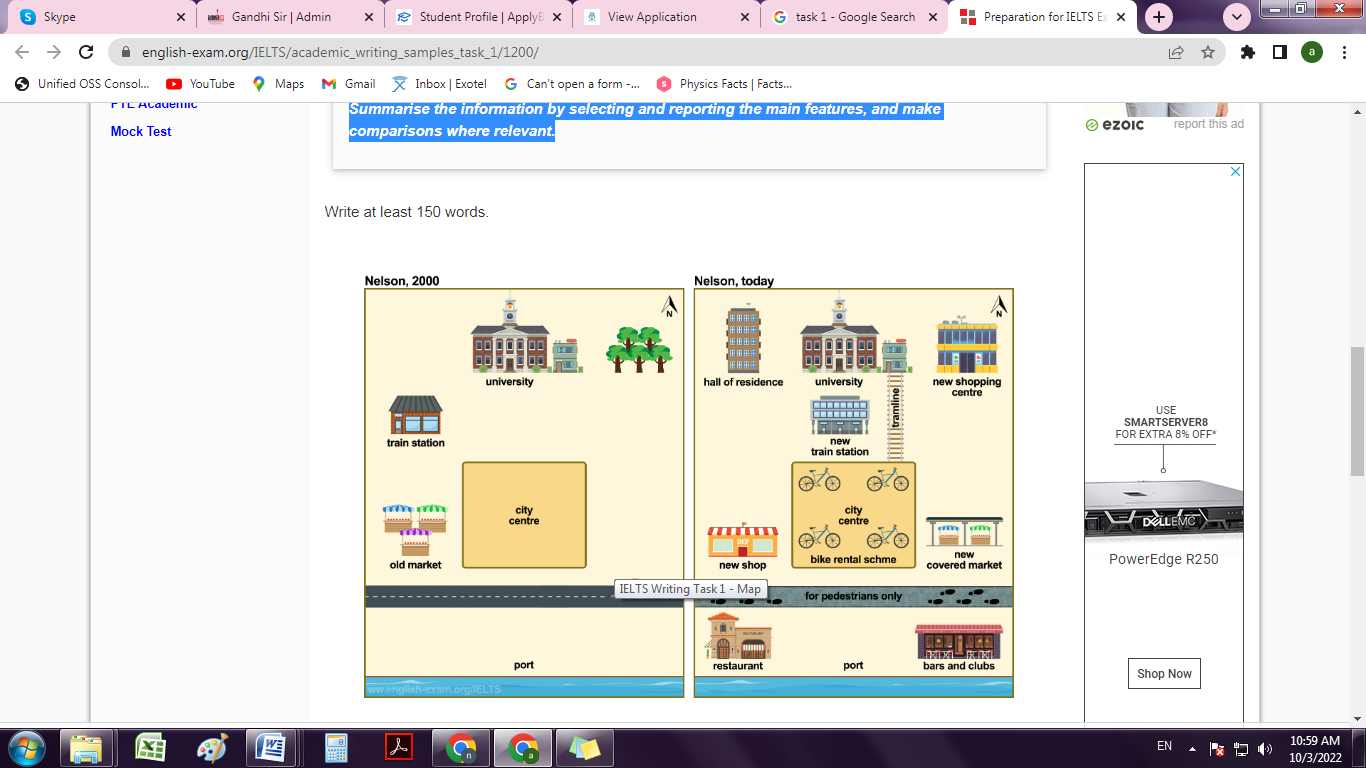 Skype
Gandhi Sir | Admin
Student Profile | ApplyB
View Application
task 1 - Google Search
Preparation for IELTS Ex
english-exam.org/IELTS/academic_writing_samples_task_1/1200/
a
Unified OSS Consol...
YouTube
Maps
Gmail
Inbox | Exotel
Can't open a form -...
Physics Facts | Facts...
PTE Academic
Mock Test
Summarise the information by selecting and reporting the main features, and make
comparisons where relevant.
ezoic
report this ad
Write at least 150 words.
Nelson, 2000
N
university
train station
city
centre
old market
port
ww.english-exam.org/IELTS
Nelson, today
N
hall of residence
university
new shopping
centre
tramline
new
train station
SHOP
new shop
city
centre
bike rental schme
new
covered market
for pedestrians only
restaurant
port
bars and clubs
IELTS Writing Task 1 - Map
USE
SMARTSERVER8
FOR EXTRA 8% OFF*
DELLEMC
PowerEdge R250
Shop Now
n
a
EN
10:59 AM
10/3/2022